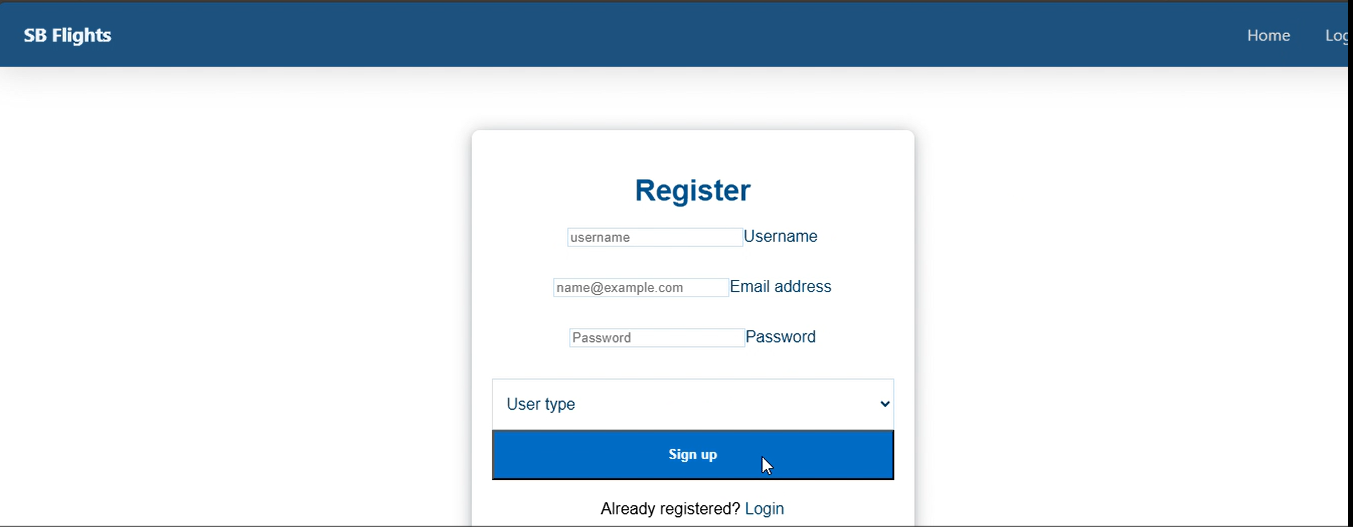 SB Flights Home Log
Register
username Username
name@example.com Email address
Password Password
User type
Sign up
Already registered? Login